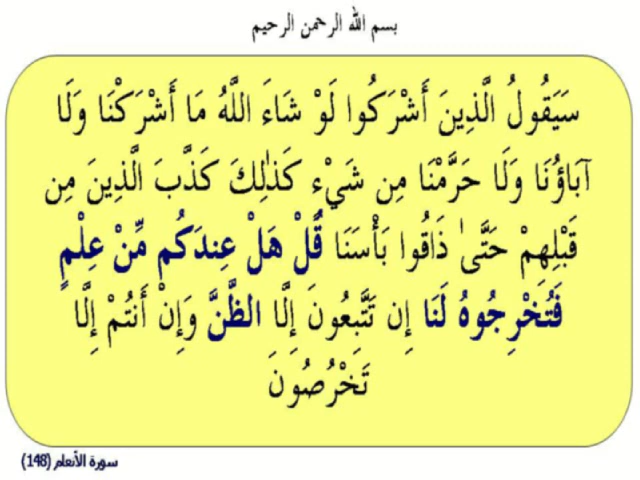 بسم الله الرحمن الرحيم
سَيَقُولُ الَّذِينَ أَشْرَكُوا لَوْ شَاءَ اللَّهُ مَا أَشْرَكْنَا وَلَا
آبَاؤُنَا وَلَا حَرَّمْنَا مِن شَيْءٍ كَذَٰلِكَ كَذَّبَ الَّذِينَ مِن
قَبْلِهِمْ حَتَّىٰ ذَاقُوا بَأْسَنَا قُلْ هَلْ عِندَكُم مِّنْ عِلْمٍ
فَتُخْرِجُوهُ لَنَا إِن تَتَّبِعُونَ إِلَّا الظَّنَّ وَإِنْ أَنتُمْ إِلَّا
تَخْرُصُونَ
سورة الأنعام (148)